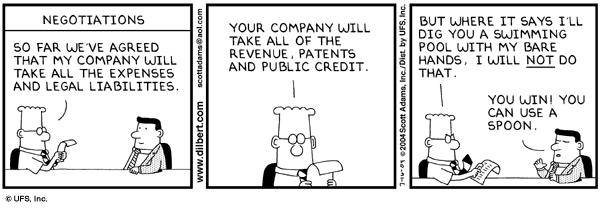 NEGOTIATIONS
SO FAR WE'VE AGREED
THAT MY COMPANY WILL
TAKE ALL THE EXPENSES
AND LEGAL LIABILITIES.
www.dilbert.com
scottadams@aol.com
YOUR COMPANY WILL
TAKE ALL OF THE
REVENUE, PATENTS
AND PUBLIC CREDIT.
© 2004 Scott Adams, Inc./Dist. by UFS, Inc.
BUT WHERE IT SAYS I'LL
DIG YOU A SWIMMING
POOL WITH MY BARE
HANDS, I WILL NOT DO
THAT.
YOU WIN! YOU
CAN USE A
SPOON.
© UFS, Inc.